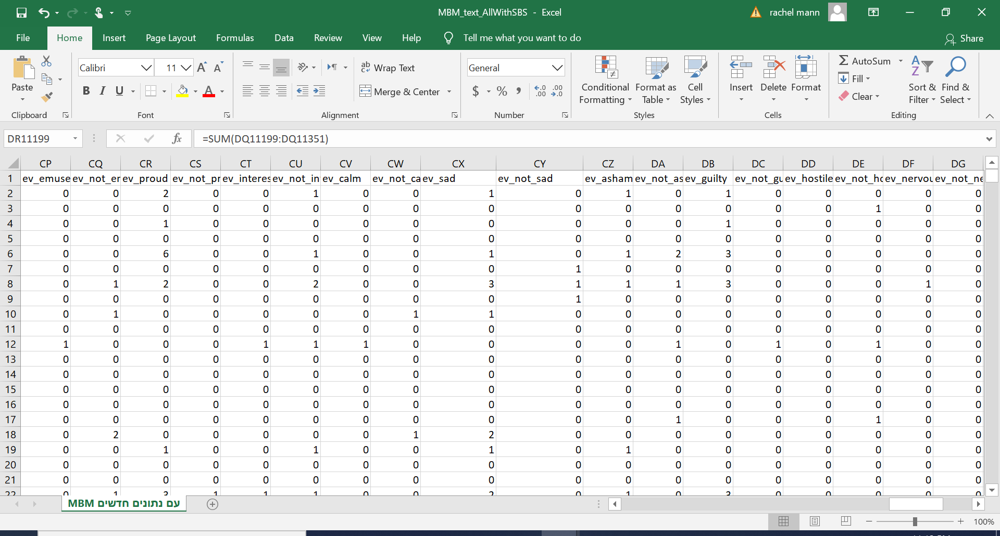 MBM_text_AllWithSBS - Excel
rachel mann
File Home Insert Page Layout Formulas Data Review View Help Tell me what you want to do Share
Paste
Clipboard
Calibri 11
B I U
Font
Wrap Text
Merge & Center
Alignment
General
$ % ,
Number
Conditional Formatting
Format as Table
Cell Styles
Styles
Insert Delete Format
Cells
AutoSum
Fill
Clear
Sort & Filter
Find & Select
Editing
DR11199 fx =SUM(DQ11199:DQ11351)
CP CQ CR CS CT CU CV CW CX CY CZ DA DB DC DD DE DF DG
1 ev_emuse ev_not_er ev_proud ev_not_pr ev_interes ev_not_in ev_calm ev_not_ca ev_sad ev_not_sad ev_asham ev_not_as ev_guilty ev_not_gu ev_hostile ev_not_ho ev_nervou ev_not_ne
2 0 0 2 0 0 1 0 0 1 0 1 0 1 0 0 0 0 0
3 0 0 0 0 0 0 0 0 0 0 0 0 0 0 0 1 0 0
4 0 0 1 0 0 0 0 0 0 0 0 0 1 0 0 0 0 0
5 0 0 0 0 0 0 0 0 0 0 0 0 0 0 0 0 0 0
6 0 0 6 0 0 1 0 0 1 0 1 2 3 0 0 0 0 0
7 0 0 0 0 0 0 0 0 0 1 0 0 0 0 0 0 0 0
8 0 1 2 0 0 2 0 0 3 1 1 1 3 0 0 0 1 0
9 0 0 0 0 0 0 0 0 0 1 0 0 0 0 0 0 0 0
10 0 1 0 0 0 0 0 1 1 0 0 0 0 0 0 0 0 0
11 0 0 0 0 0 0 0 0 0 0 0 0 0 0 0 0 0 0
12 1 0 0 0 1 1 1 0 0 0 0 1 0 1 0 1 0 0
13 0 0 0 0 0 0 0 0 0 0 0 0 0 0 0 0 0 0
14 0 0 0 0 0 0 0 0 0 0 0 0 0 0 0 0 0 0
15 0 0 0 0 0 0 0 0 0 0 0 0 0 0 0 0 0 0
16 0 0 0 0 0 0 0 0 0 0 0 0 0 0 0 0 0 0
17 0 0 0 0 0 0 0 0 0 0 0 1 0 0 0 1 0 0
18 0 2 0 0 0 0 0 1 2 0 0 0 0 0 0 0 0 0
19 0 0 1 0 0 1 0 0 1 0 1 0 0 0 0 0 0 0
20 0 0 0 0 0 0 0 0 0 0 0 0 0 0 0 0 0 0
21 0 0 0 0 0 0 0 0 0 0 0 0 0 0 0 0 0 0
22 0 1 3 1 1 1 0 0 2 0 1 0 3 0 0 0 0 0
MBM עם נתונים חדשים
100%